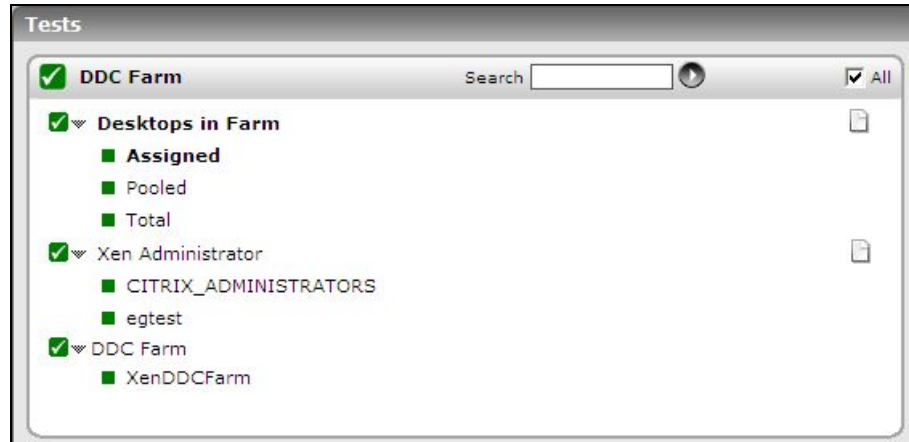 Tests
DDC Farm Search All
Desktops in Farm
Assigned
Pooled
Total
Xen Administrator
CITRIX_ADMINISTRATORS
egtest
DDC Farm
XenDDCFarm